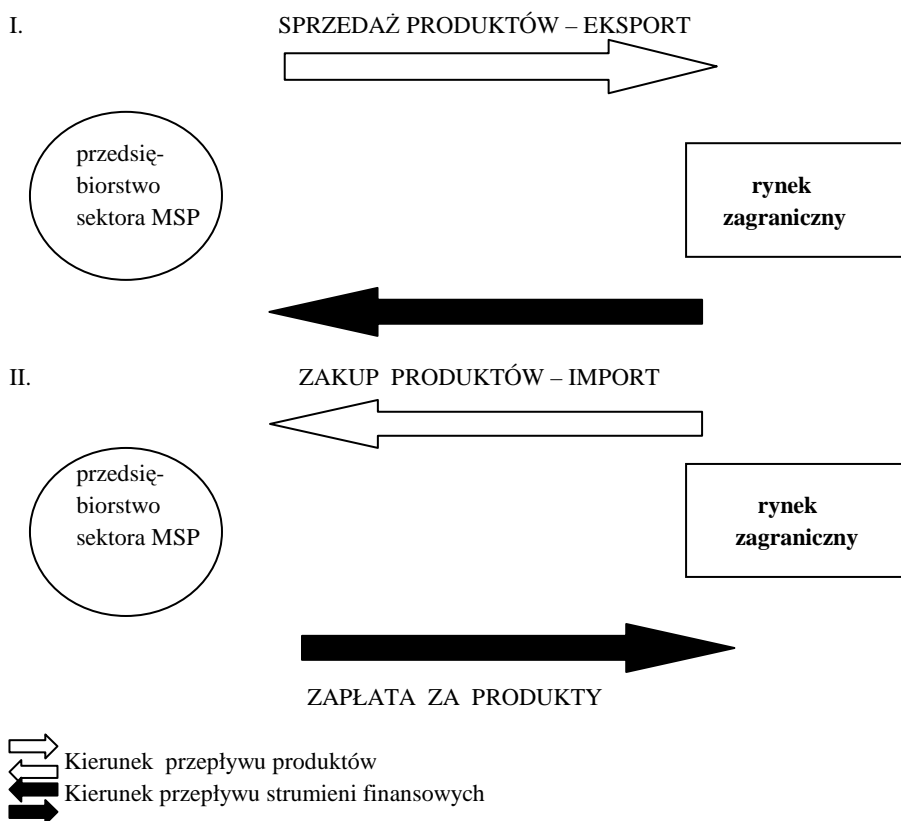 I. SPRZEDAŻ PRODUKTÓW – EKSPORT
przedsię-
biorstwo
sektora MSP
rynek
zagraniczny
II. ZAKUP PRODUKTÓW – IMPORT
przedsię-
biorstwo
sektora MSP
rynek
zagraniczny
ZAPŁATA ZA PRODUKTY
Kierunek przepływu produktów
Kierunek przepływu strumieni finansowych